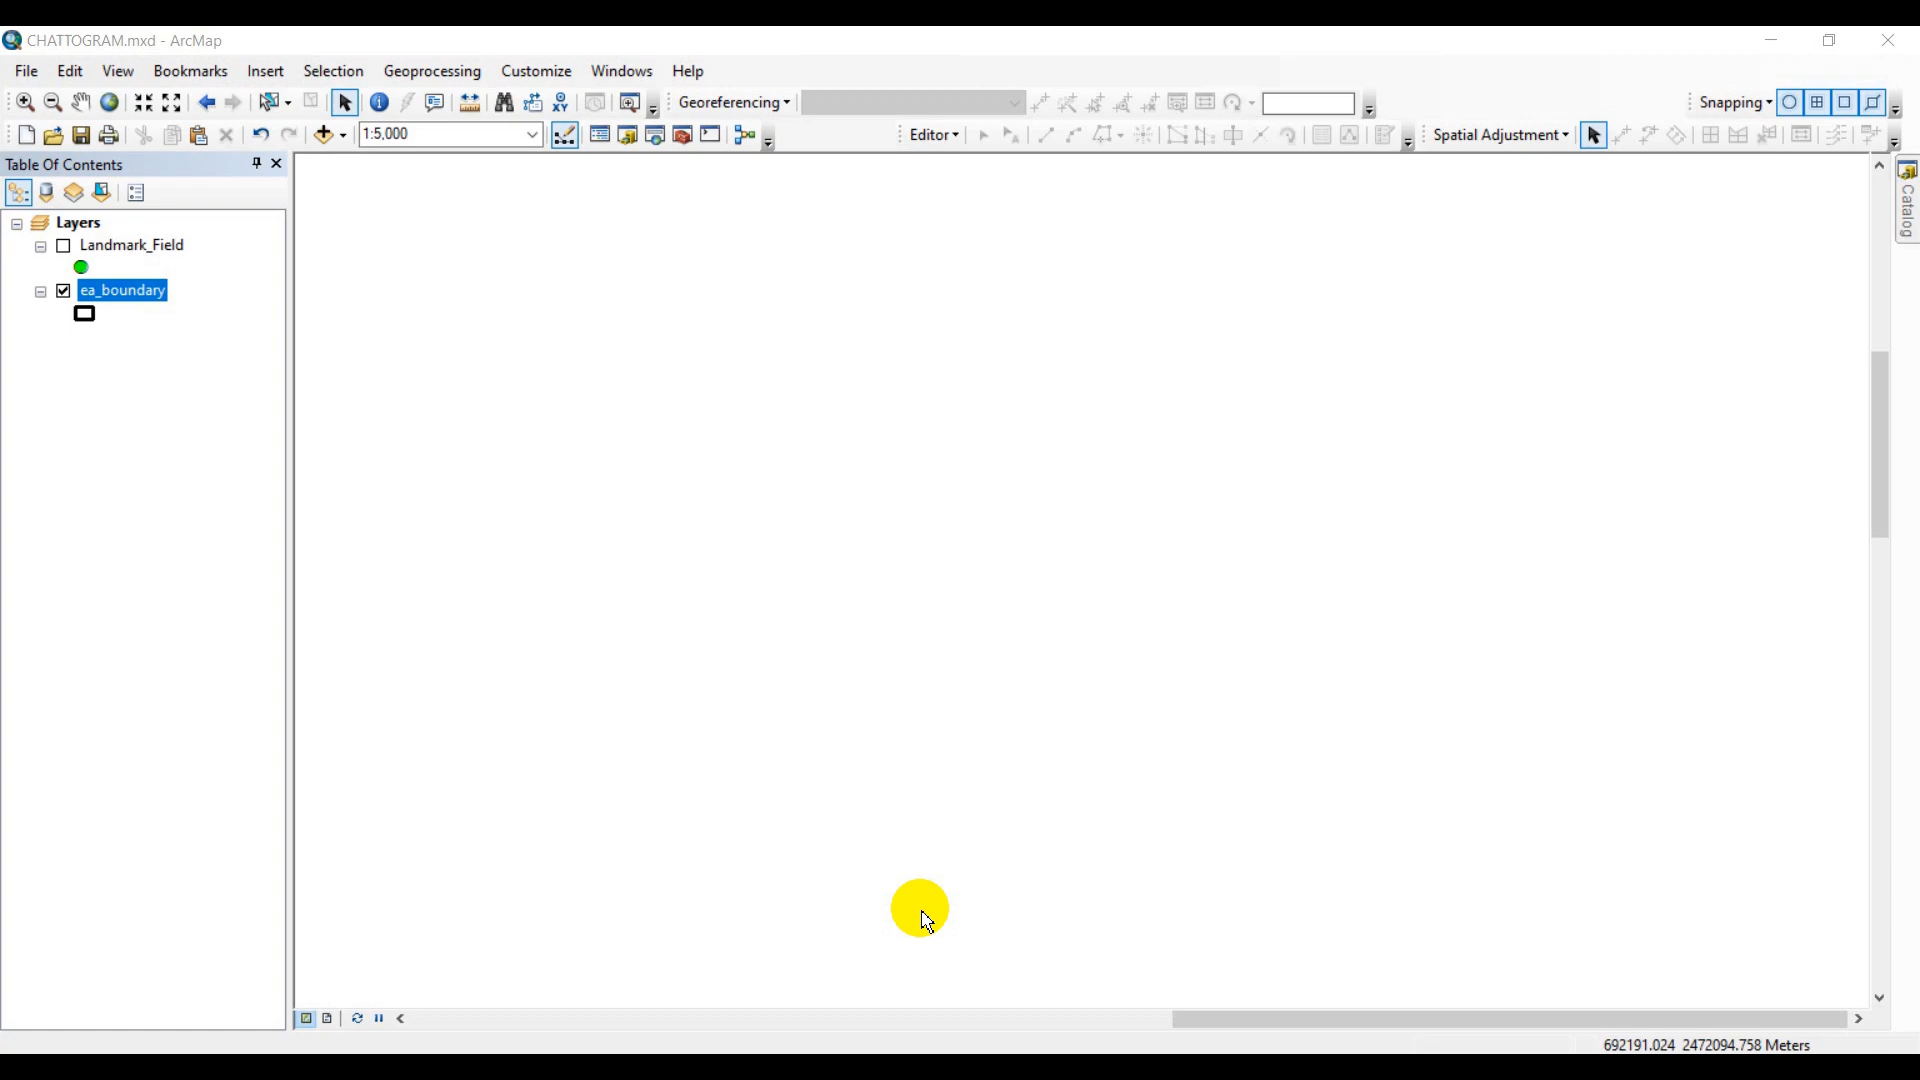 CHATTOGRAM.mxd - ArcMap
File Edit View Bookmarks Insert Selection Geoprocessing Customize Windows Help
Georeferencing Snapping
1:5,000 Editor Spatial Adjustment
Table Of Contents
Layers
Landmark_Field
ea_boundary
Catalog
692191.024 2472094.758 Meters